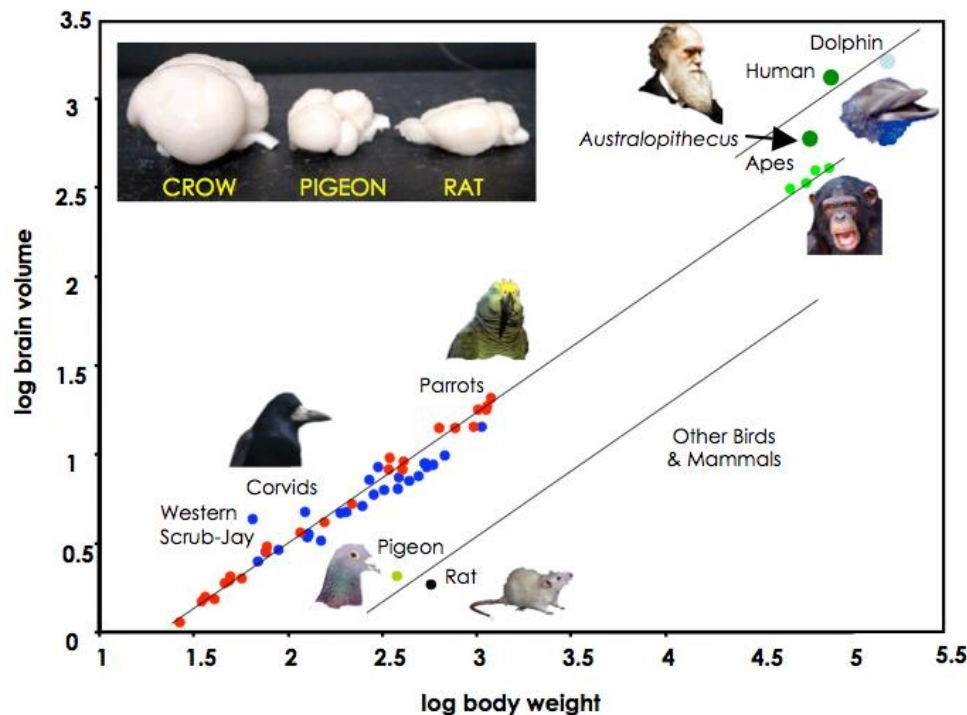 3.5
3
2.5
2
1.5
1
0.5
0
log brain volume
CROW PIGEON RAT
Dolphin
Human
Australopithecus
Apes
Parrots
Other Birds
& Mammals
Corvids
Western
Scrub-Jay
Pigeon
Rat
1 1.5 2 2.5 3 3.5 4 4.5 5 5.5
log body weight